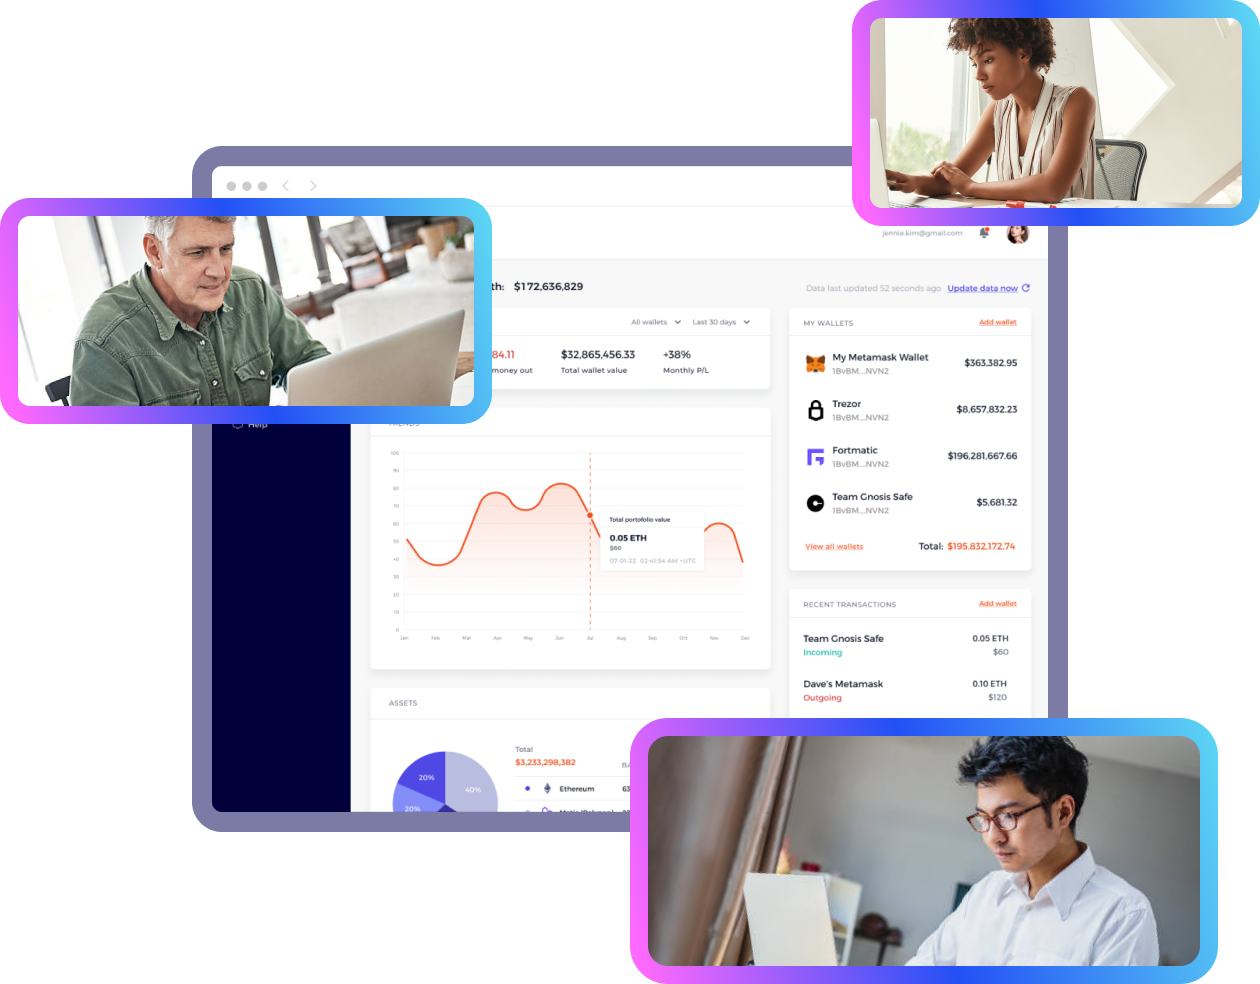 jennie.kim@gmail.com
th: $172,636,829
Data last updated 52 seconds ago Update data now
All wallets Last 30 days
84.11 $32,865,456.33 +38%
money out Total wallet value Monthly P/L
MY WALLETS Add wallet
My Metamask Wallet $363,382.95
1BvBM...NVN2
Trezor $8,657,832.23
1BvBM...NVN2
Fortmatic $196.281,667.66
1BvBM...NVN2
Team Gnosis Safe $5,681.32
1BvBM...NVN2
View all wallets Total: $195.832,172.74
Help
TRENDS
100
90
80
70
60
50
40
30
20
10
0
Jan Feb Mar Apr May Jun Jul Aug Sep Oct Nov Dec
Total portofolio value
0.05 ETH
$60
07-01-22 02:41:54 AM +UTC
RECENT TRANSACTIONS Add wallet
Team Gnosis Safe 0.05 ETH
Incoming $60
Dave's Metamask 0.10 ETH
Outgoing $120
ASSETS
20%
40%
20%
Total
$3,233,298,382
BA
Ethereum 63